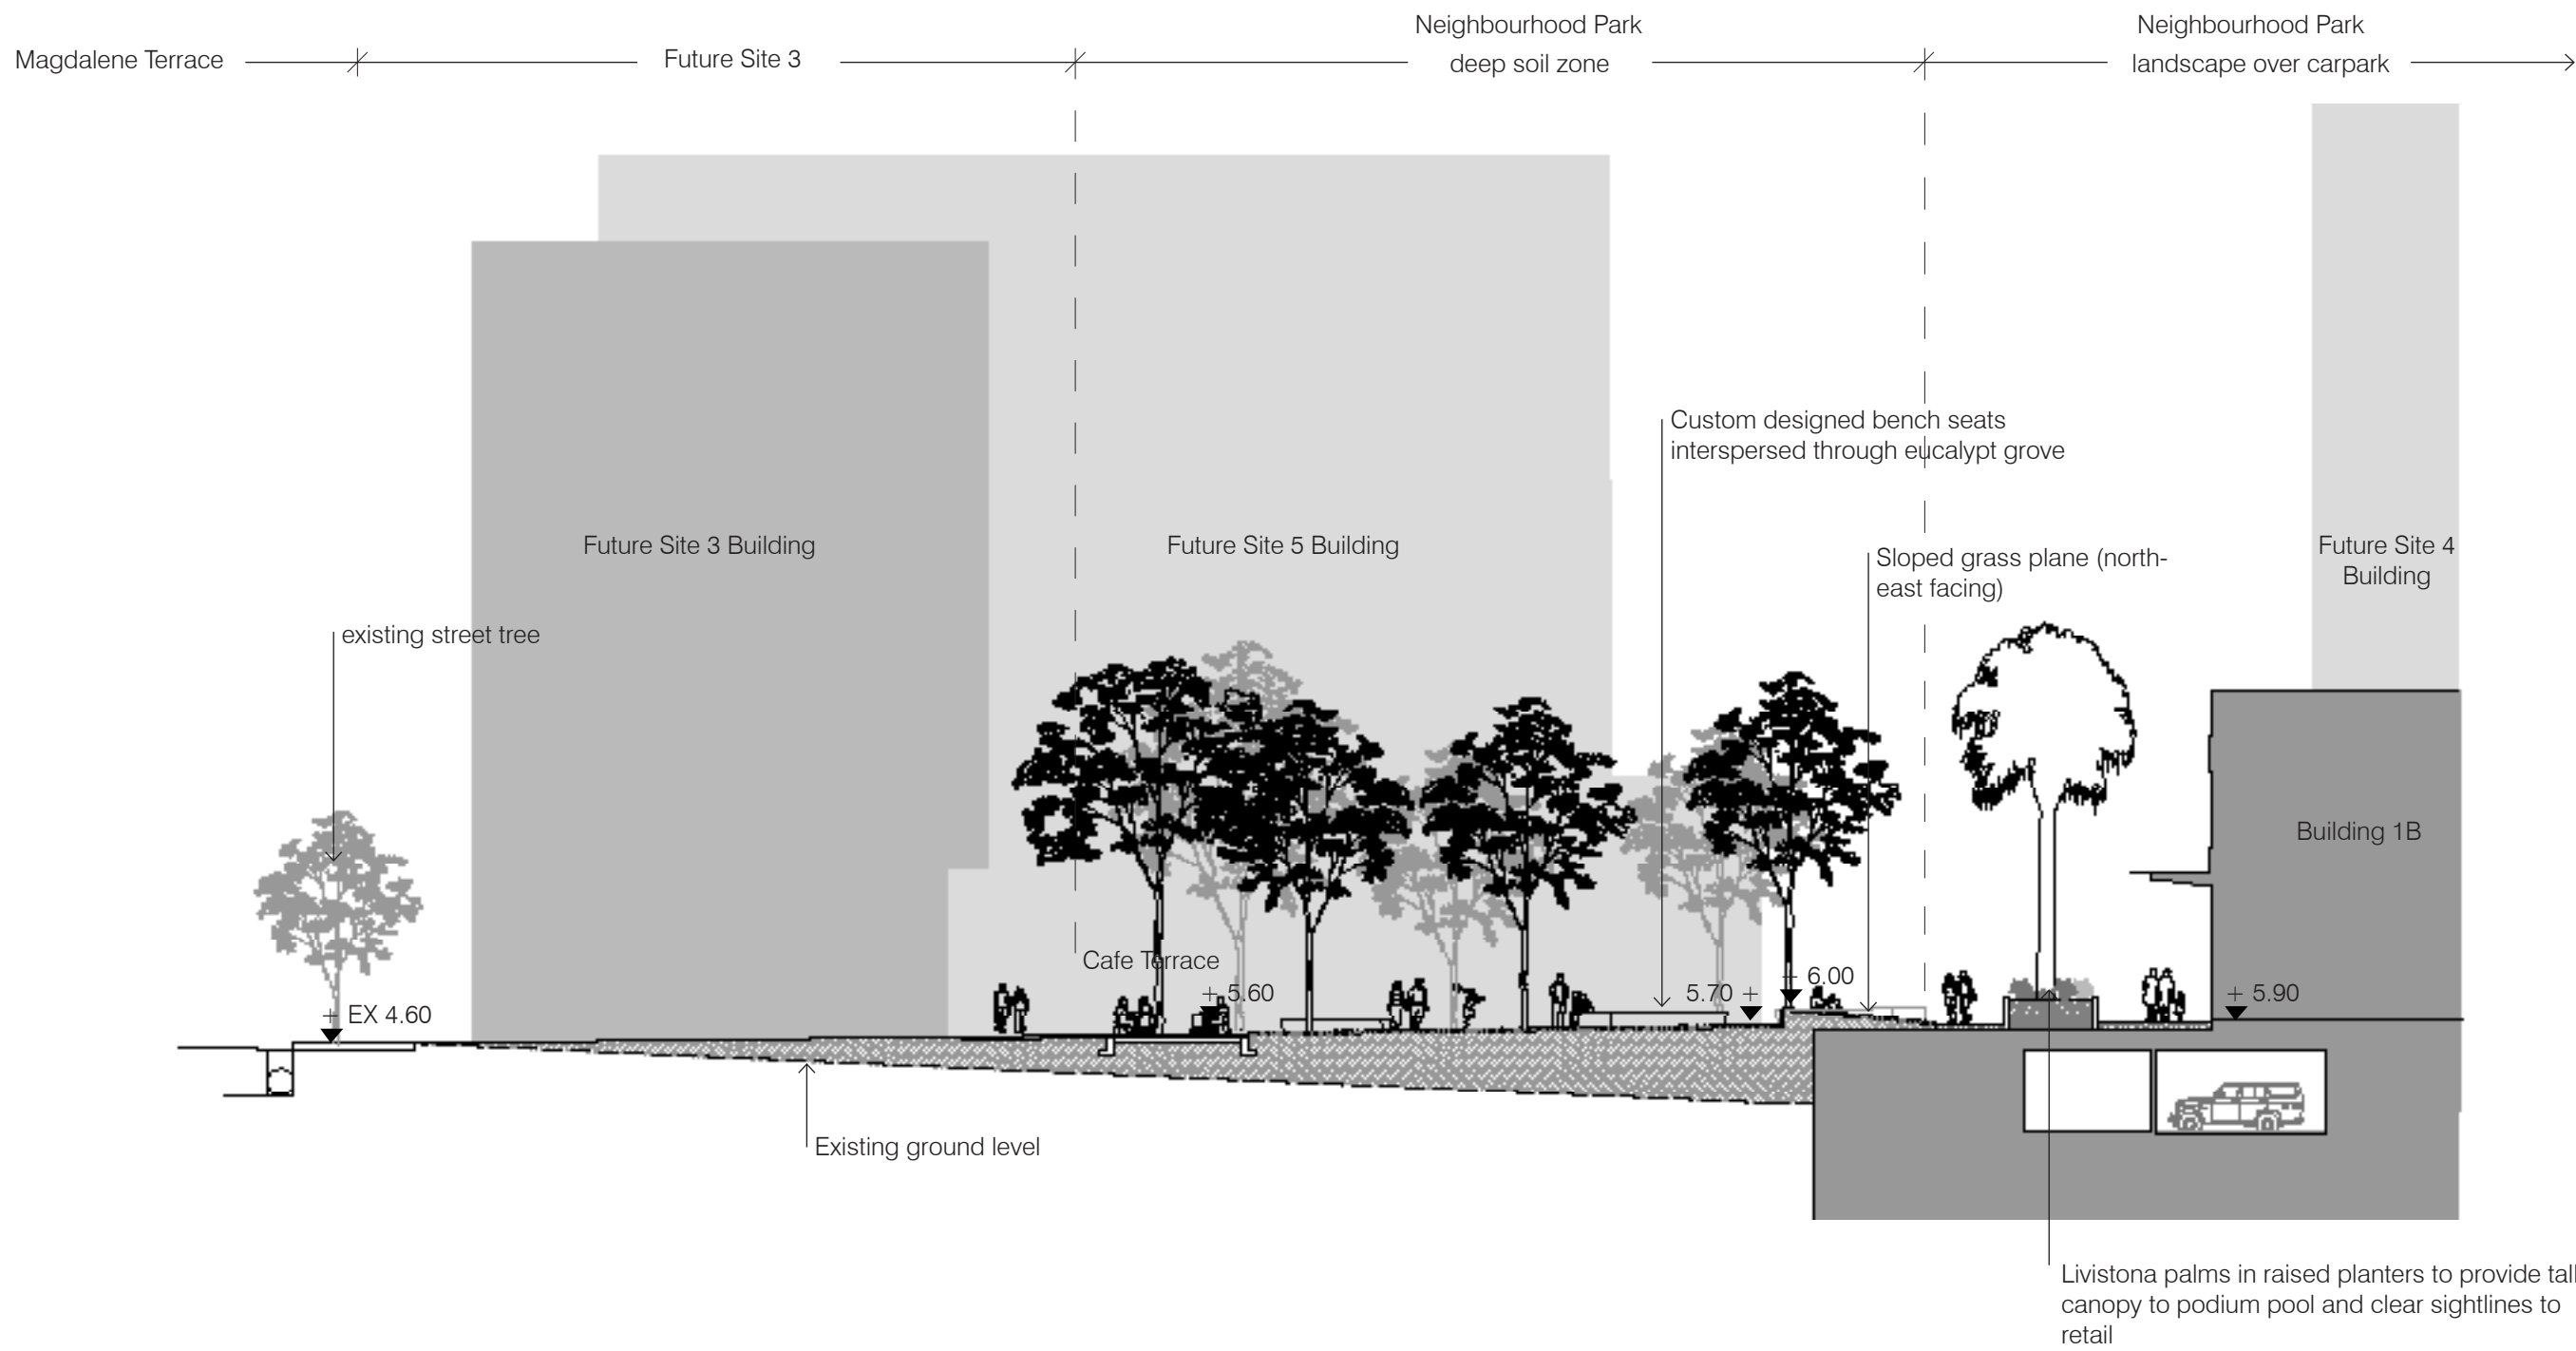 Neighbourhood Park
Neighbourhood Park
Magdalene Terrace
Future Site 3
deep soil zone
landscape over carpark
Custom designed bench seats
interspersed through eucalypt grove
Future Site 3 Building
Future Site 5 Building
Future Site 4
Building
Sloped grass plane (north-
east facing)
existing street tree
Building 1B
Cafe Terrace
+ 6.00
+ 5.60
5.70 +
+ 5.90
+ EX 4.60
Existing ground level
Livistona palms in raised planters to provide tall
canopy to podium pool and clear sightlines to
retail